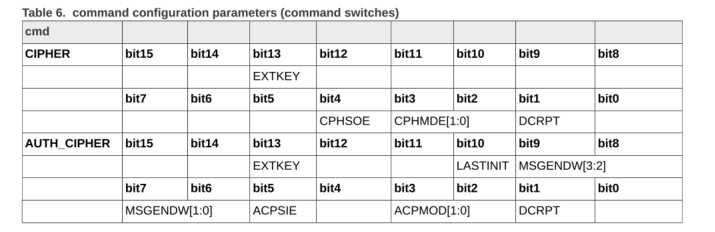 Table 6. command configuration parameters (command switches)
cmd
CIPHER bit15 bit14 bit13 bit12 bit11 bit10 bit9 bit8
EXTKEY
bit7 bit6 bit5 bit4 bit3 bit2 bit1 bit0
CPHSOE CPHMDE[1:0] DCRPT
AUTH_CIPHER bit15 bit14 bit13 bit12 bit11 bit10 bit9 bit8
EXTKEY LASTINIT MSGENDW[3:2]
bit7 bit6 bit5 bit4 bit3 bit2 bit1 bit0
MSGENDW[1:0] ACPSIE ACPMOD[1:0] DCRPT